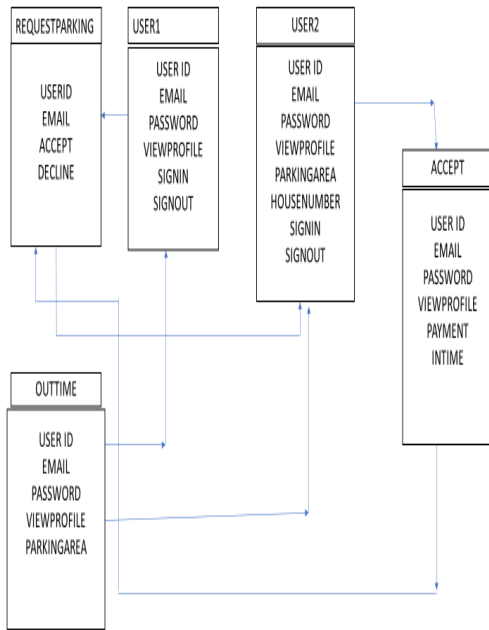 REQUESTPARKING
USERID
EMAIL
ACCEPT
DECLINE
USER1
USER ID
EMAIL
PASSWORD
VIEWPROFILE
SIGNIN
SIGNOUT
USER2
USER ID
EMAIL
PASSWORD
VIEWPROFILE
PARKINGAREA
HOUSENUMBER
SIGNIN
SIGNOUT
ACCEPT
USER ID
EMAIL
PASSWORD
VIEWPROFILE
PAYMENT
INTIME
OUTTIME
USER ID
EMAIL
PASSWORD
VIEWPROFILE
PARKINGAREA